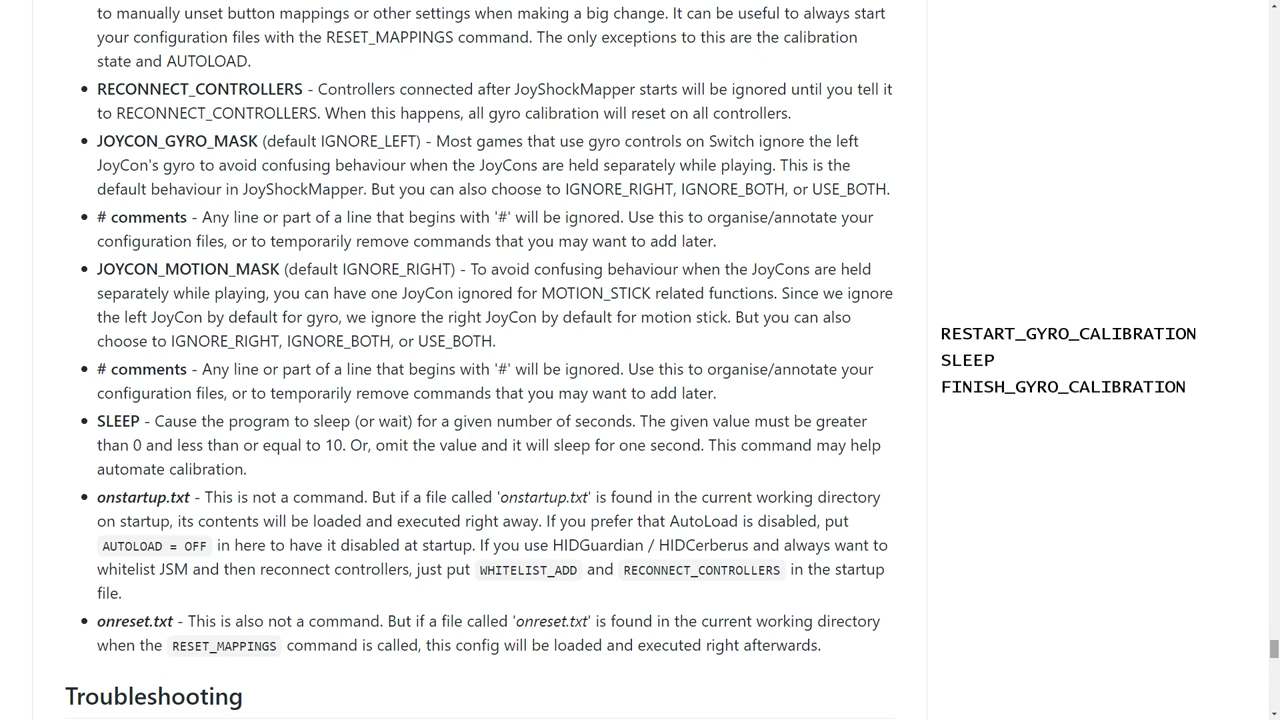 to manually unset button mappings or other settings when making a big change. It can be useful to always start
your configuration files with the RESET_MAPPINGS command. The only exceptions to this are the calibration
state and AUTOLOAD.
RECONNECT_CONTROLLERS - Controllers connected after JoyShockMapper starts will be ignored until you tell it
to RECONNECT_CONTROLLERS. When this happens, all gyro calibration will reset on all controllers.
JOYCON_GYRO_MASK (default IGNORE_LEFT) - Most games that use gyro controls on Switch ignore the left
JoyCon's gyro to avoid confusing behaviour when the JoyCons are held separately while playing. This is the
default behaviour in JoyShockMapper. But you can also choose to IGNORE_RIGHT, IGNORE_BOTH, or USE_BOTH.
# comments - Any line or part of a line that begins with '#' will be ignored. Use this to organise/annotate your
configuration files, or to temporarily remove commands that you may want to add later.
JOYCON_MOTION_MASK (default IGNORE_RIGHT) - To avoid confusing behaviour when the JoyCons are held
separately while playing, you can have one JoyCon ignored for MOTION_STICK related functions. Since we ignore
the left JoyCon by default for gyro, we ignore the right JoyCon by default for motion stick. But you can also
choose to IGNORE_RIGHT, IGNORE_BOTH, or USE_BOTH.
# comments - Any line or part of a line that begins with '#' will be ignored. Use this to organise/annotate your
configuration files, or to temporarily remove commands that you may want to add later.
SLEEP - Cause the program to sleep (or wait) for a given number of seconds. The given value must be greater
than 0 and less than or equal to 10. Or, omit the value and it will sleep for one second. This command may help
automate calibration.
onstartup.txt - This is not a command. But if a file called 'onstartup.txt' is found in the current working directory
on startup, its contents will be loaded and executed right away. If you prefer that AutoLoad is disabled, put
AUTOLOAD = OFF in here to have it disabled at startup. If you use HIDGuardian / HIDCerberus and always want to
whitelist JSM and then reconnect controllers, just put WHITELIST_ADD and RECONNECT_CONTROLLERS in the startup
file.
onreset.txt - This is also not a command. But if a file called 'onreset.txt' is found in the current working directory
when the RESET_MAPPINGS command is called, this config will be loaded and executed right afterwards.
Troubleshooting
RESTART_GYRO_CALIBRATION
SLEEP
FINISH_GYRO_CALIBRATION